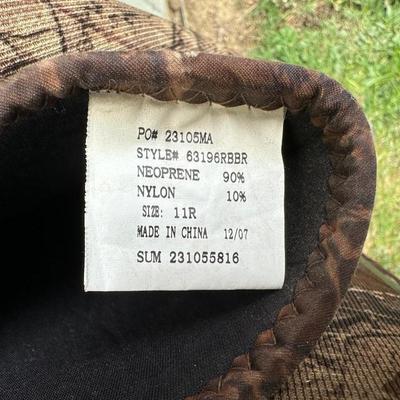 PO# 23105MA
STYLE# 63196RBBR
NEOPRENE 90%
NYLON 10%
SIZE: 11R
MADE IN CHINA 12/07
SUM 231055816